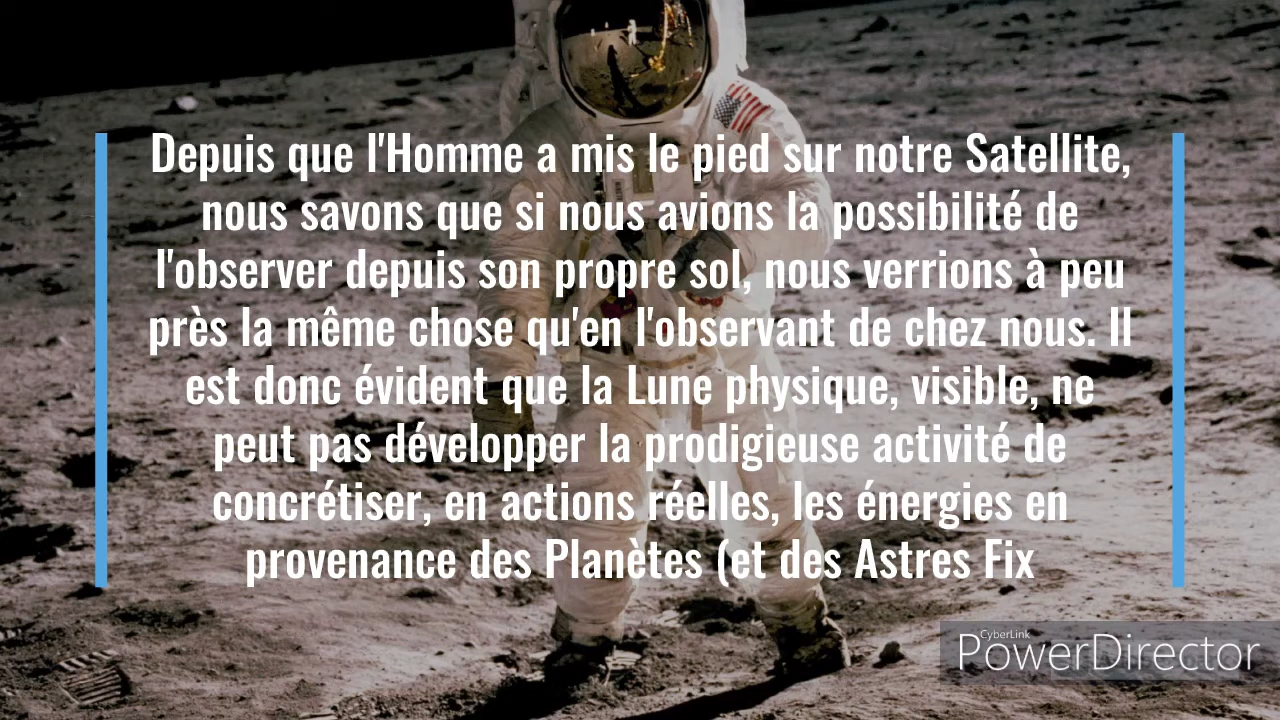 Depuis que l'Homme a mis le pied sur notre Satellite,
nous savons que si nous avions la possibilité de
l'observer depuis son propre sol, nous verrions à peu
près la même chose qu'en l'observant de chez nous. Il
est donc évident que la Lune physique, visible, ne
peut pas développer la prodigieuse activité de
concrétiser, en actions réelles, les énergies en
provenance des Planètes (et des Astres Fix
CyberLink
PowerDirector